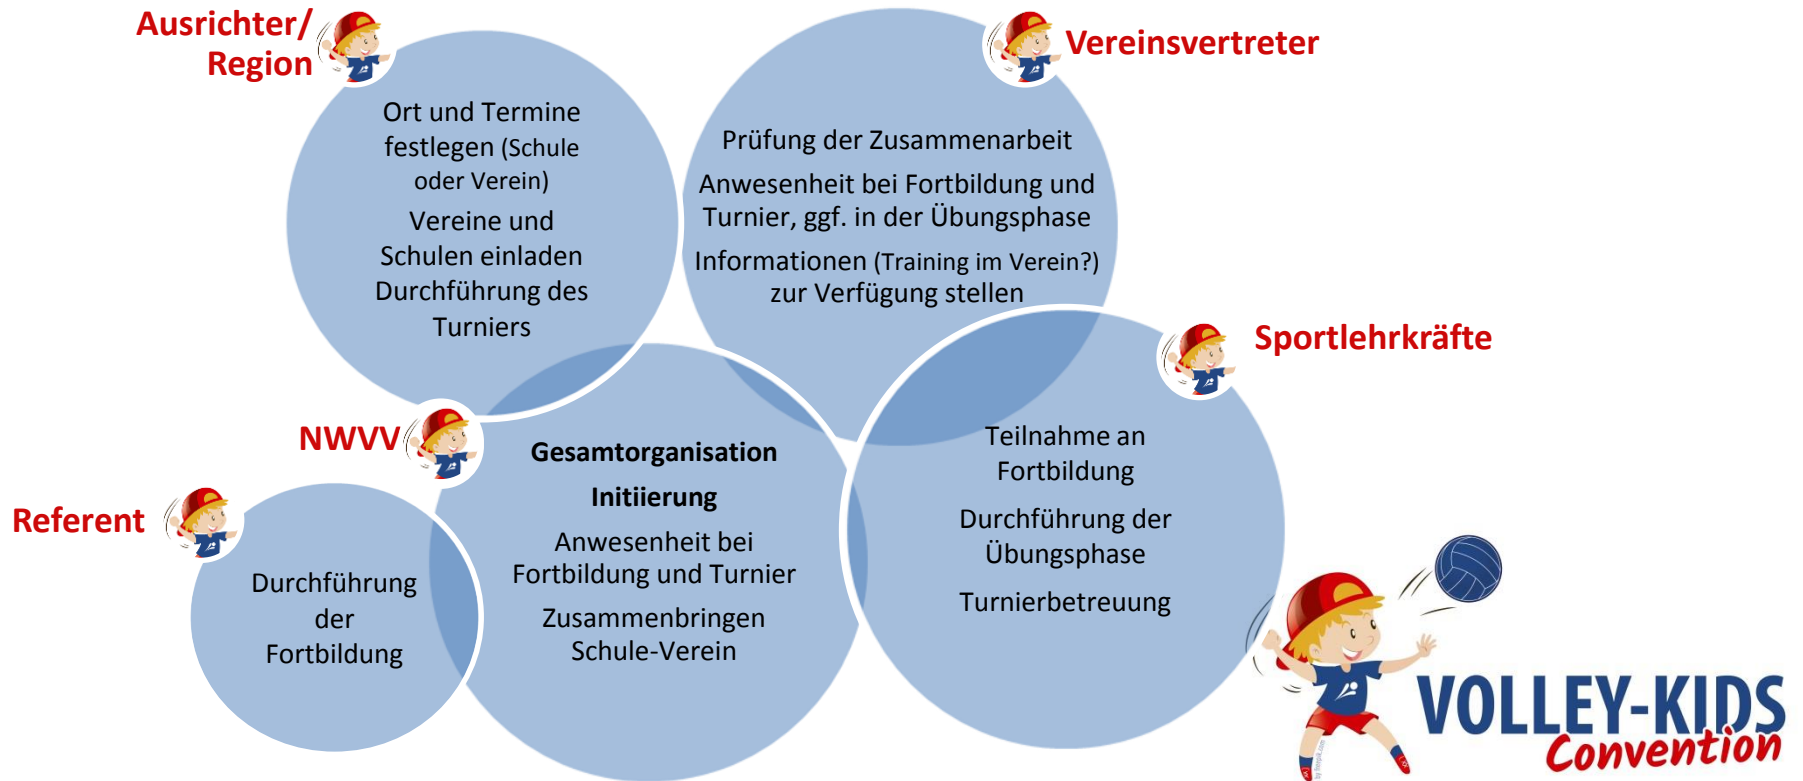 Ausrichter/
Region
Ort und Termine
festlegen (Schule
oder Verein)
Vereine und
Schulen einladen
Durchführung des
Turniers
Vereinsvertreter
Prüfung der Zusammenarbeit
Anwesenheit bei Fortbildung und
Turnier, ggf. in der Übungsphase
Informationen (Training im Verein?)
zur Verfügung stellen
Sportlehrkräfte
Teilnahme an
Fortbildung
Durchführung der
Übungsphase
Turnierbetreuung
NWVV
Gesamtorganisation
Initiierung
Anwesenheit bei
Fortbildung und Turnier
Zusammenbringen
Schule-Verein
Referent
Durchführung
der
Fortbildung
VOLLEY-KIDS
Convention